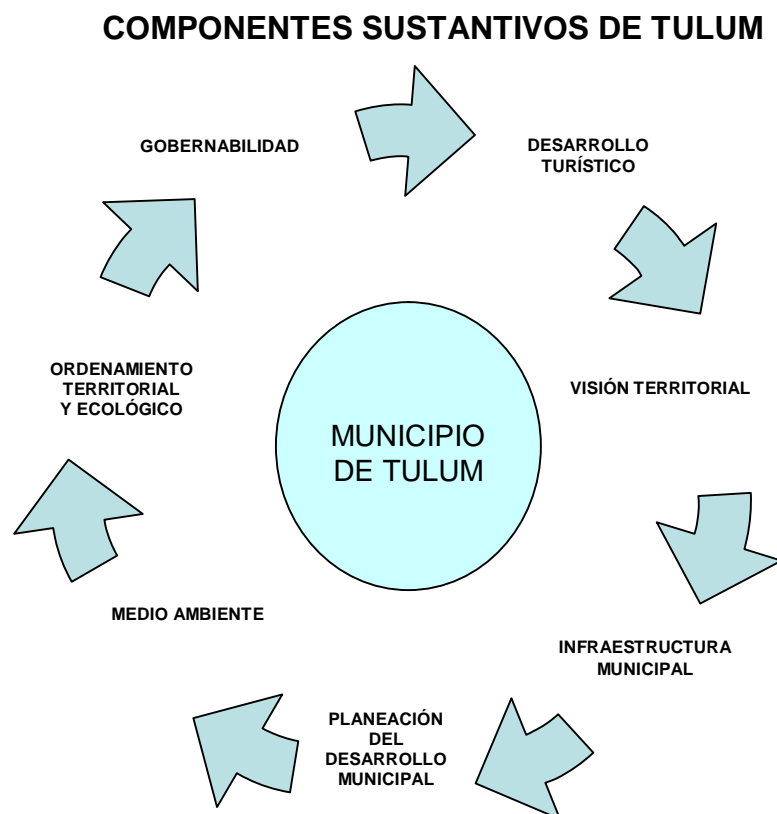 COMPONENTES SUSTANTIVOS DE TULUM
GOBERNABILIDAD
DESARROLLO
TURÍSTICO
VISIÓN TERRITORIAL
INFRAESTRUCTURA
MUNICIPAL
PLANEACIÓN
DEL
DESARROLLO
MUNICIPAL
MEDIO AMBIENTE
ORDENAMIENTO
TERRITORIAL
Y ECOLÓGICO
MUNICIPIO
DE TULUM